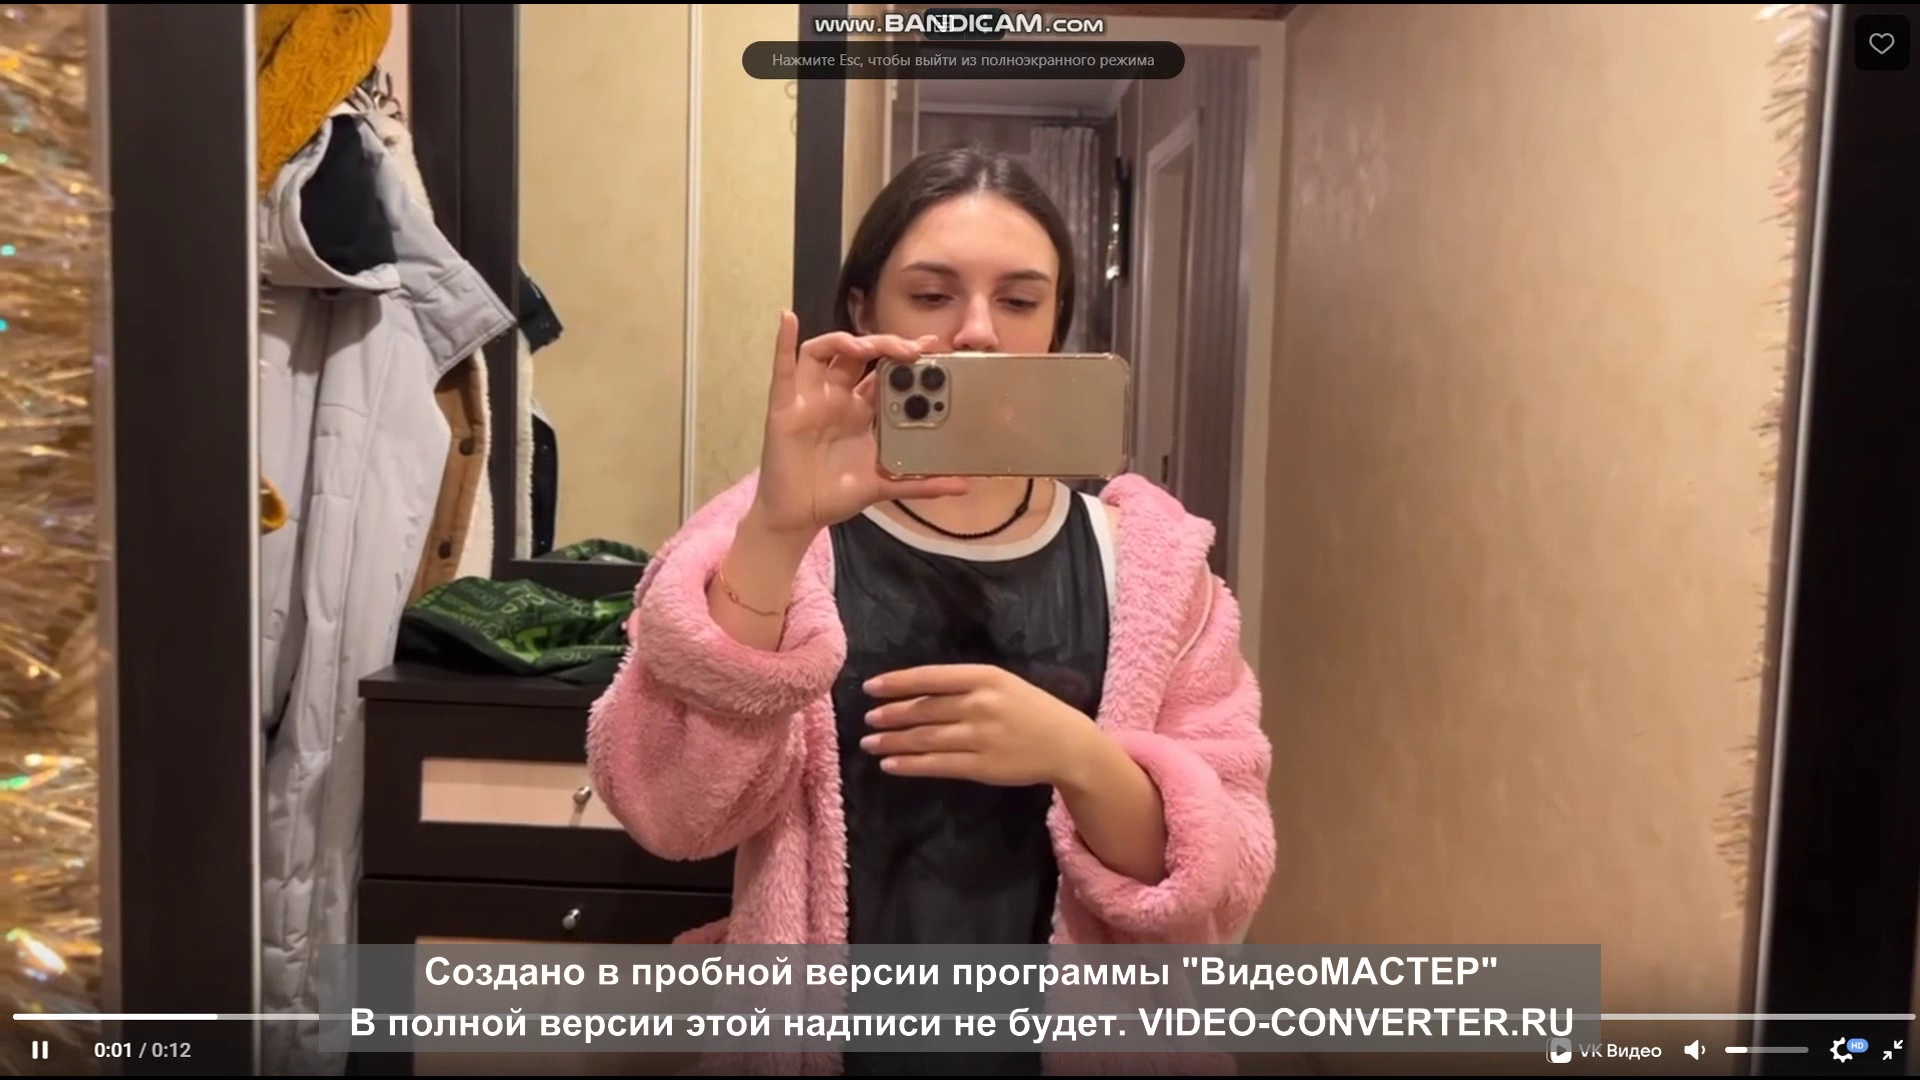 www.BANDICAM.com
Нажмите Esc, чтобы выйти из полноэкранного режима
Создано в пробной версии программы "ВидеоМАСТЕР"
В полной версии этой надписи не будет. VIDEO-CONVERTER.RU
0:01 / 0:12
VK Видео
HD